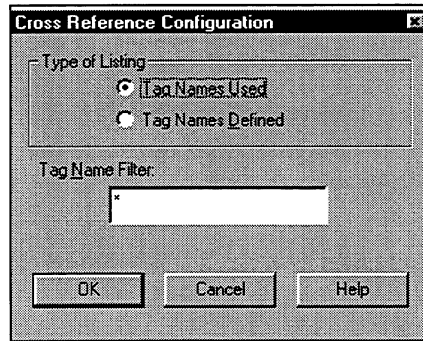 Cross Reference Configuration
Type of Listing
Tag Names Used
Tag Names Defined
Tag Name Filter:
*
OK Cancel Help